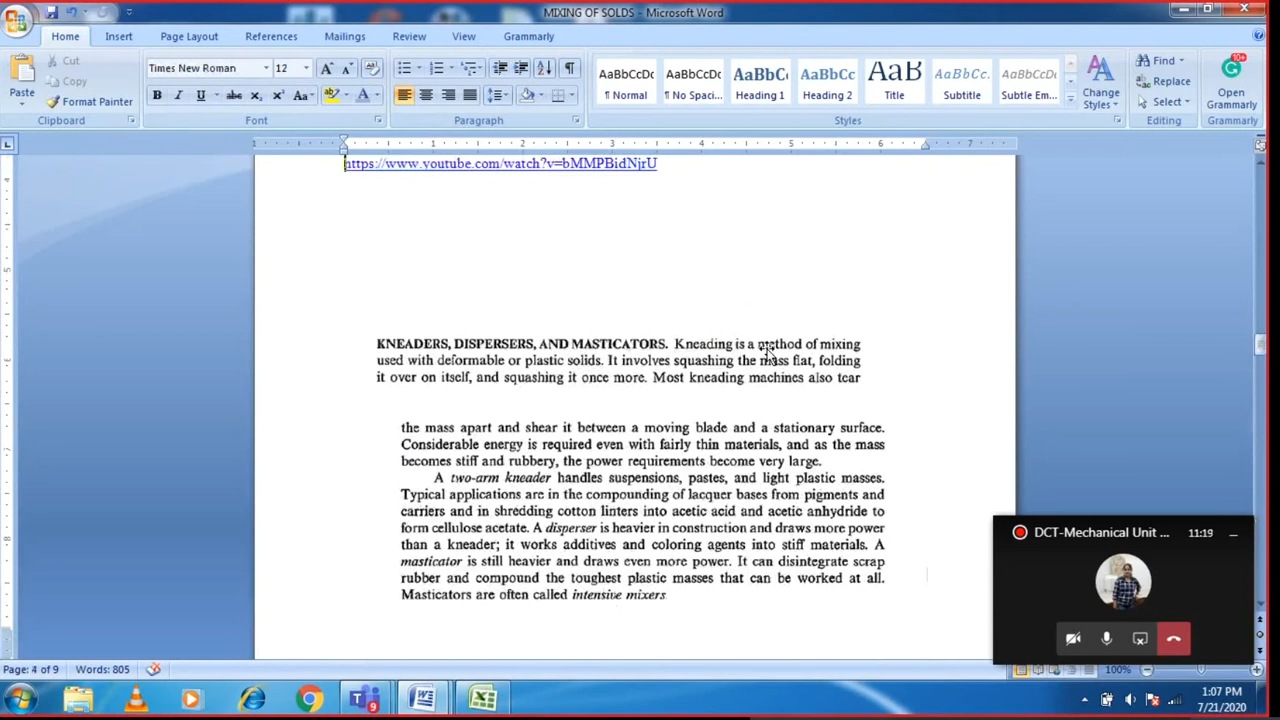 MIXING OF SOLDS - Microsoft Word
Home Insert Page Layout References Mailings Review View Grammarly
Paste
Cut
Copy
Format Painter
Clipboard
Times New Roman 12
Font
Paragraph
AaBbCcDc AaBbCcDc AaBbC AaBbCc AaB AaBbCc. AaBbCcDc
¶ Normal ¶ No Spaci... Heading 1 Heading 2 Title Subtitle Subtle Em...
Change Styles
Styles
Find
Replace
Select
Editing
10+
Open Grammarly
Grammarly
1 1 2 3 4 5 6 7
https://www.youtube.com/watch?v=bMMPBidNjrU
KNEADERS, DISPERSERS, AND MASTICATORS. Kneading is a method of mixing
used with deformable or plastic solids. It involves squashing the mass flat, folding
it over on itself, and squashing it once more. Most kneading machines also tear
the mass apart and shear it between a moving blade and a stationary surface.
Considerable energy is required even with fairly thin materials, and as the mass
becomes stiff and rubbery, the power requirements become very large.
A two-arm kneader handles suspensions, pastes, and light plastic masses.
Typical applications are in the compounding of lacquer bases from pigments and
carriers and in shredding cotton linters into acetic acid and acetic anhydride to
form cellulose acetate. A disperser is heavier in construction and draws more power
than a kneader; it works additives and coloring agents into stiff materials. A
masticator is still heavier and draws even more power. It can disintegrate scrap
rubber and compound the toughest plastic masses that can be worked at all.
Masticators are often called intensive mixers
DCT-Mechanical Unit ... 11:19
Page: 4 of 9 Words: 805
100%
9
1:07 PM
7/21/2020